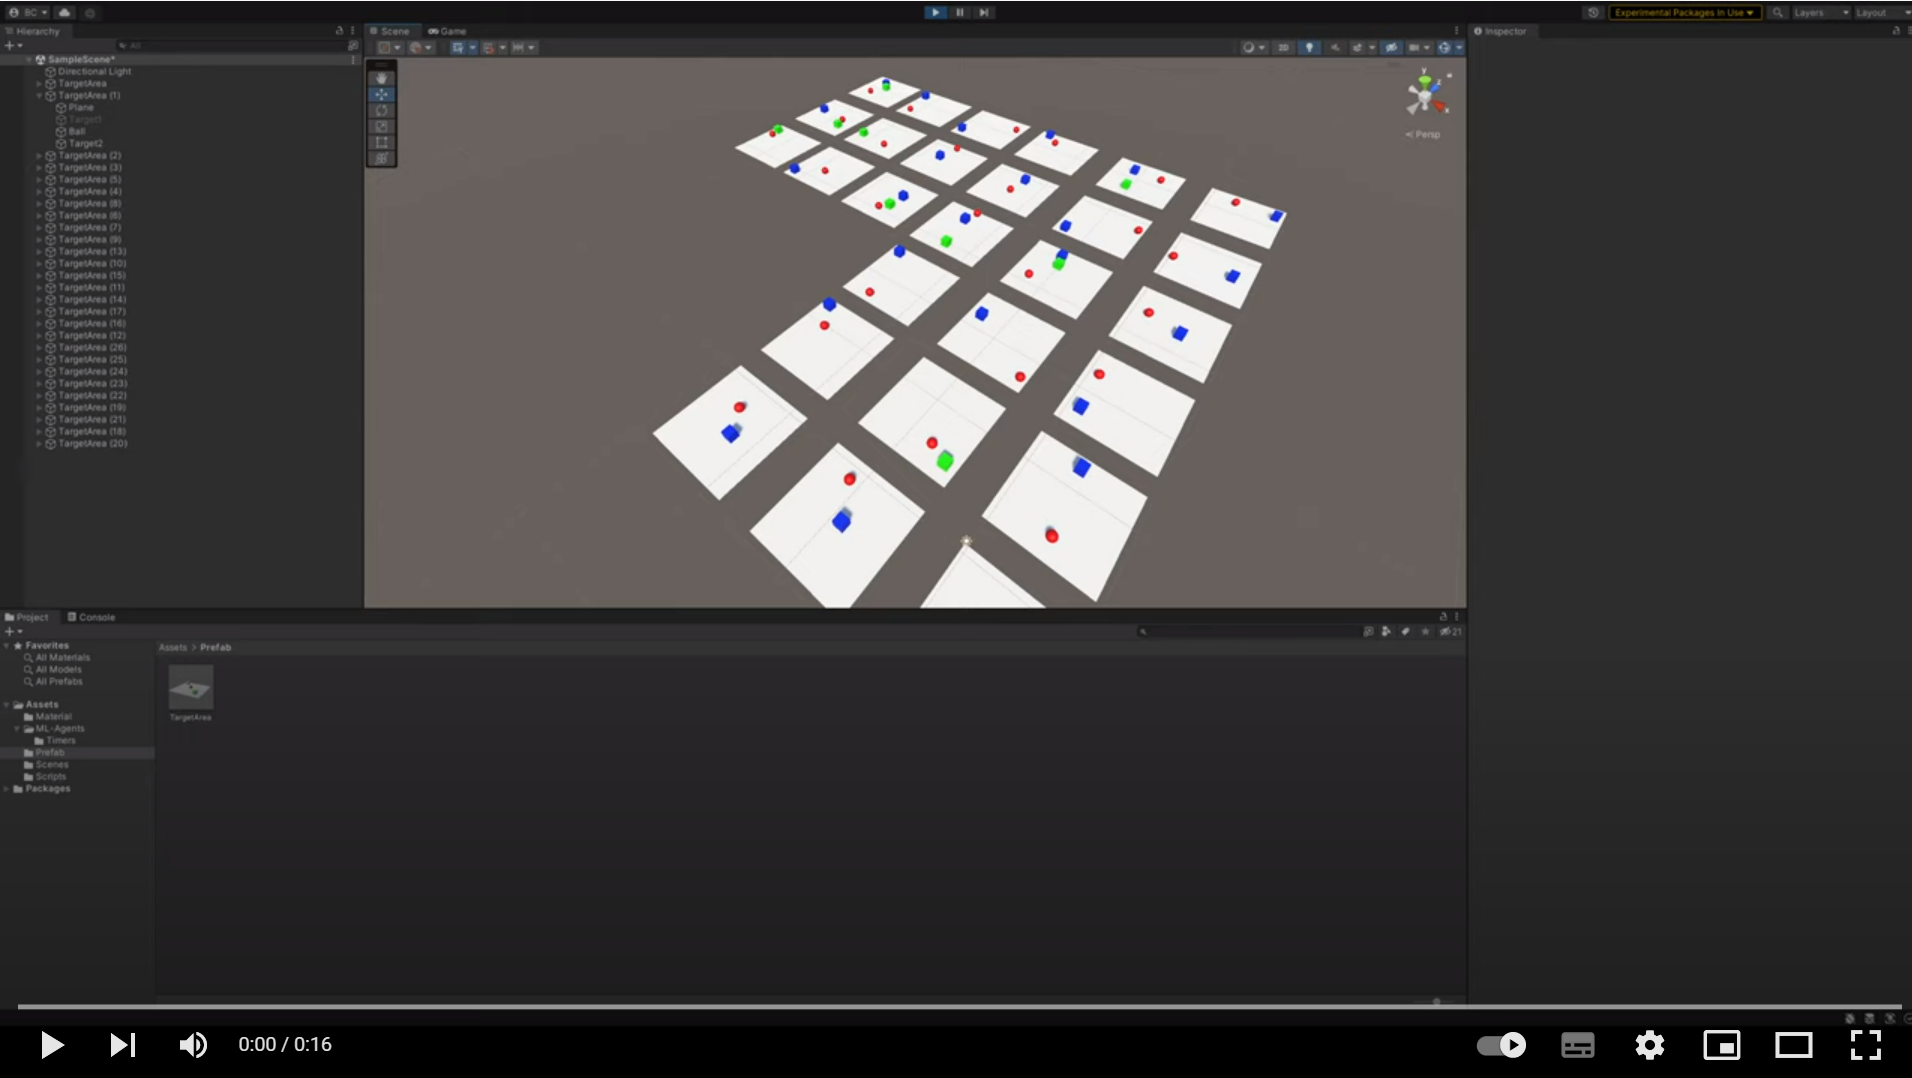 BC
Experimental Packages In Use
Layers
Layout
Hierarchy
Scene
Game
Inspector
All
2D
SampleScene*
Directional Light
TargetArea
TargetArea (1)
Plane
Target1
Ball
Target2
TargetArea (2)
TargetArea (3)
TargetArea (5)
TargetArea (4)
TargetArea (8)
TargetArea (6)
TargetArea (7)
TargetArea (9)
TargetArea (13)
TargetArea (10)
TargetArea (15)
TargetArea (11)
TargetArea (14)
TargetArea (17)
TargetArea (16)
TargetArea (12)
TargetArea (26)
TargetArea (25)
TargetArea (24)
TargetArea (23)
TargetArea (22)
TargetArea (19)
TargetArea (21)
TargetArea (18)
TargetArea (20)
y
z
x
< Persp
Project
Console
21
Favorites
All Materials
All Models
All Prefabs
Assets
Material
ML-Agents
Timers
Prefab
Scenes
Scripts
Packages
Assets > Prefab
TargetArea
0:00 / 0:16